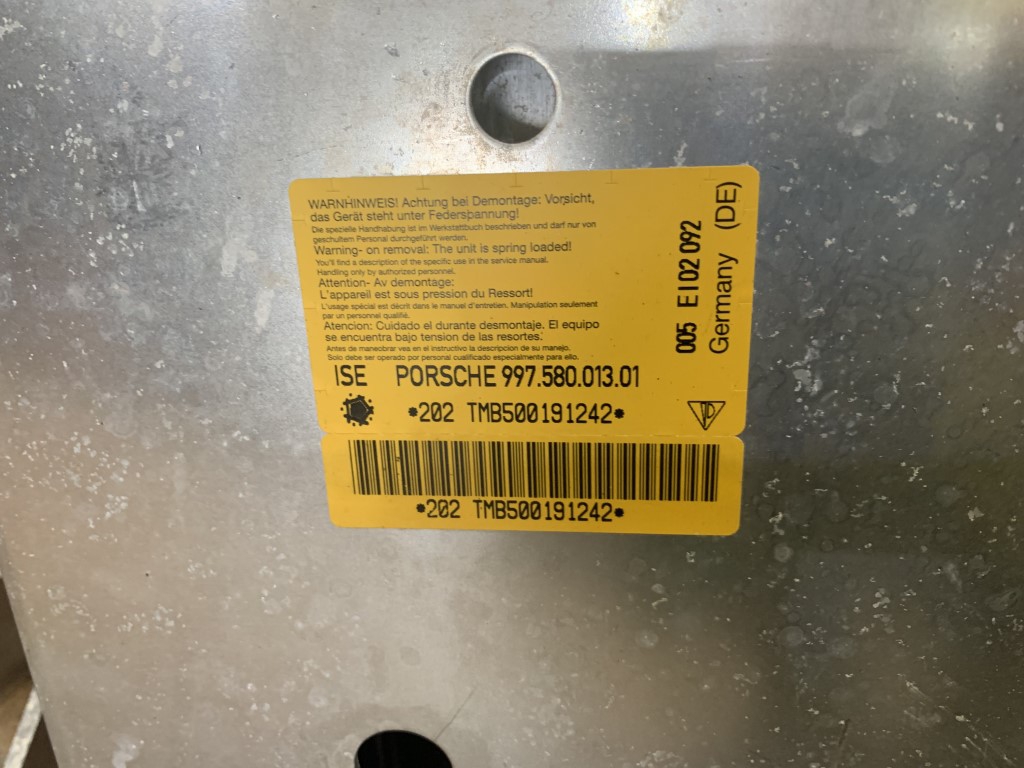 WARNHINWEIS! Achtung bei Demontage: Vorsicht,
das Gerät steht unter Federspannung!
Die spezielle Handhabung ist im Werkstattbuch beschrieben und darf nur von
geschultem Personal durchgeführt werden.
Warning- on removal: The unit is spring loaded!
You'll find a description of the specific use in the service manual.
Handling only by authorized personnel.
Attention- Av demontage:
L'appareil est sous pression du Ressort!
L'usage spécial est décrit dans le manuel d'entretien. Manipulation seulement
par un personnel qualifié.
Atencion: Cuidado el durante desmontaje. El equipo
se encuentra bajo tension de las resortes.
Antes de maneobrar vea en el instructivo la descripcion de su manejo.
Solo debe ser operado por personal cualificado especialmente para ello.
ISE PORSCHE 997.580.013.01
*202 TMB500191242*
005 E102092
Germany (DE)
*202 TMB500191242*